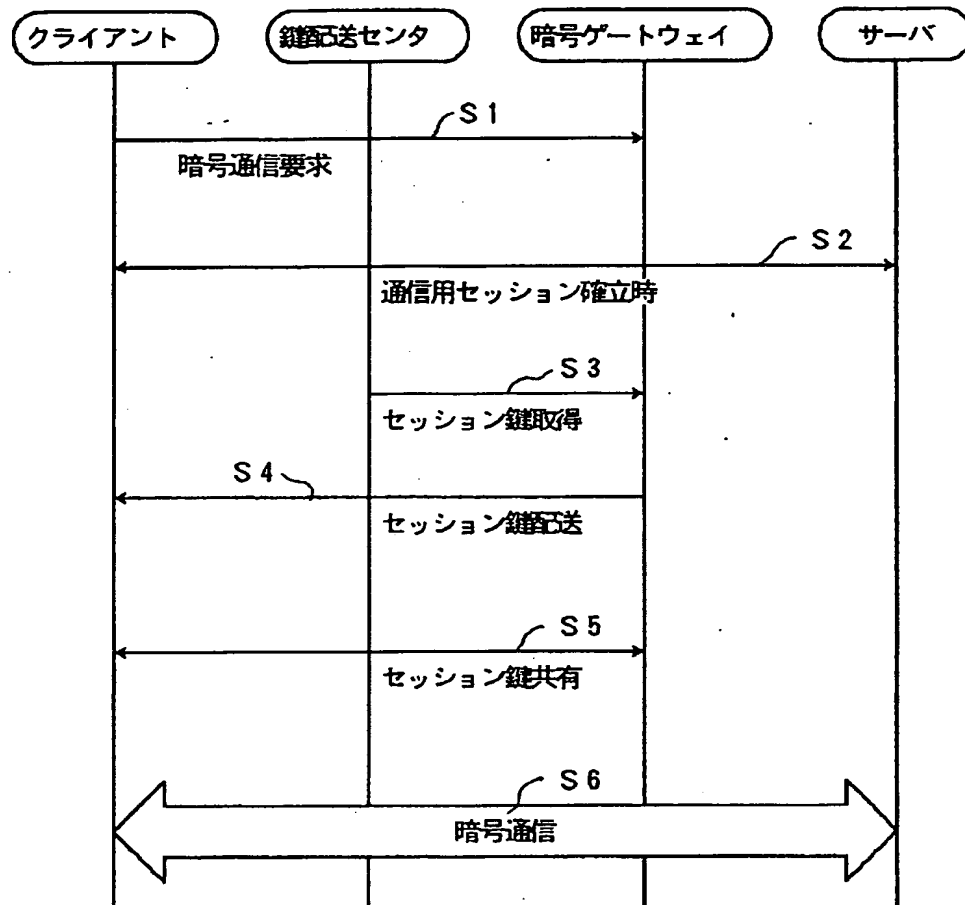 クライアント
鍵配送センタ
暗号ゲートウェイ
サーバ
S1
暗号通信要求
S2
通信用セッション確立時
S3
セッション鍵取得
S4
セッション鍵配送
S5
セッション鍵共有
S6
暗号通信